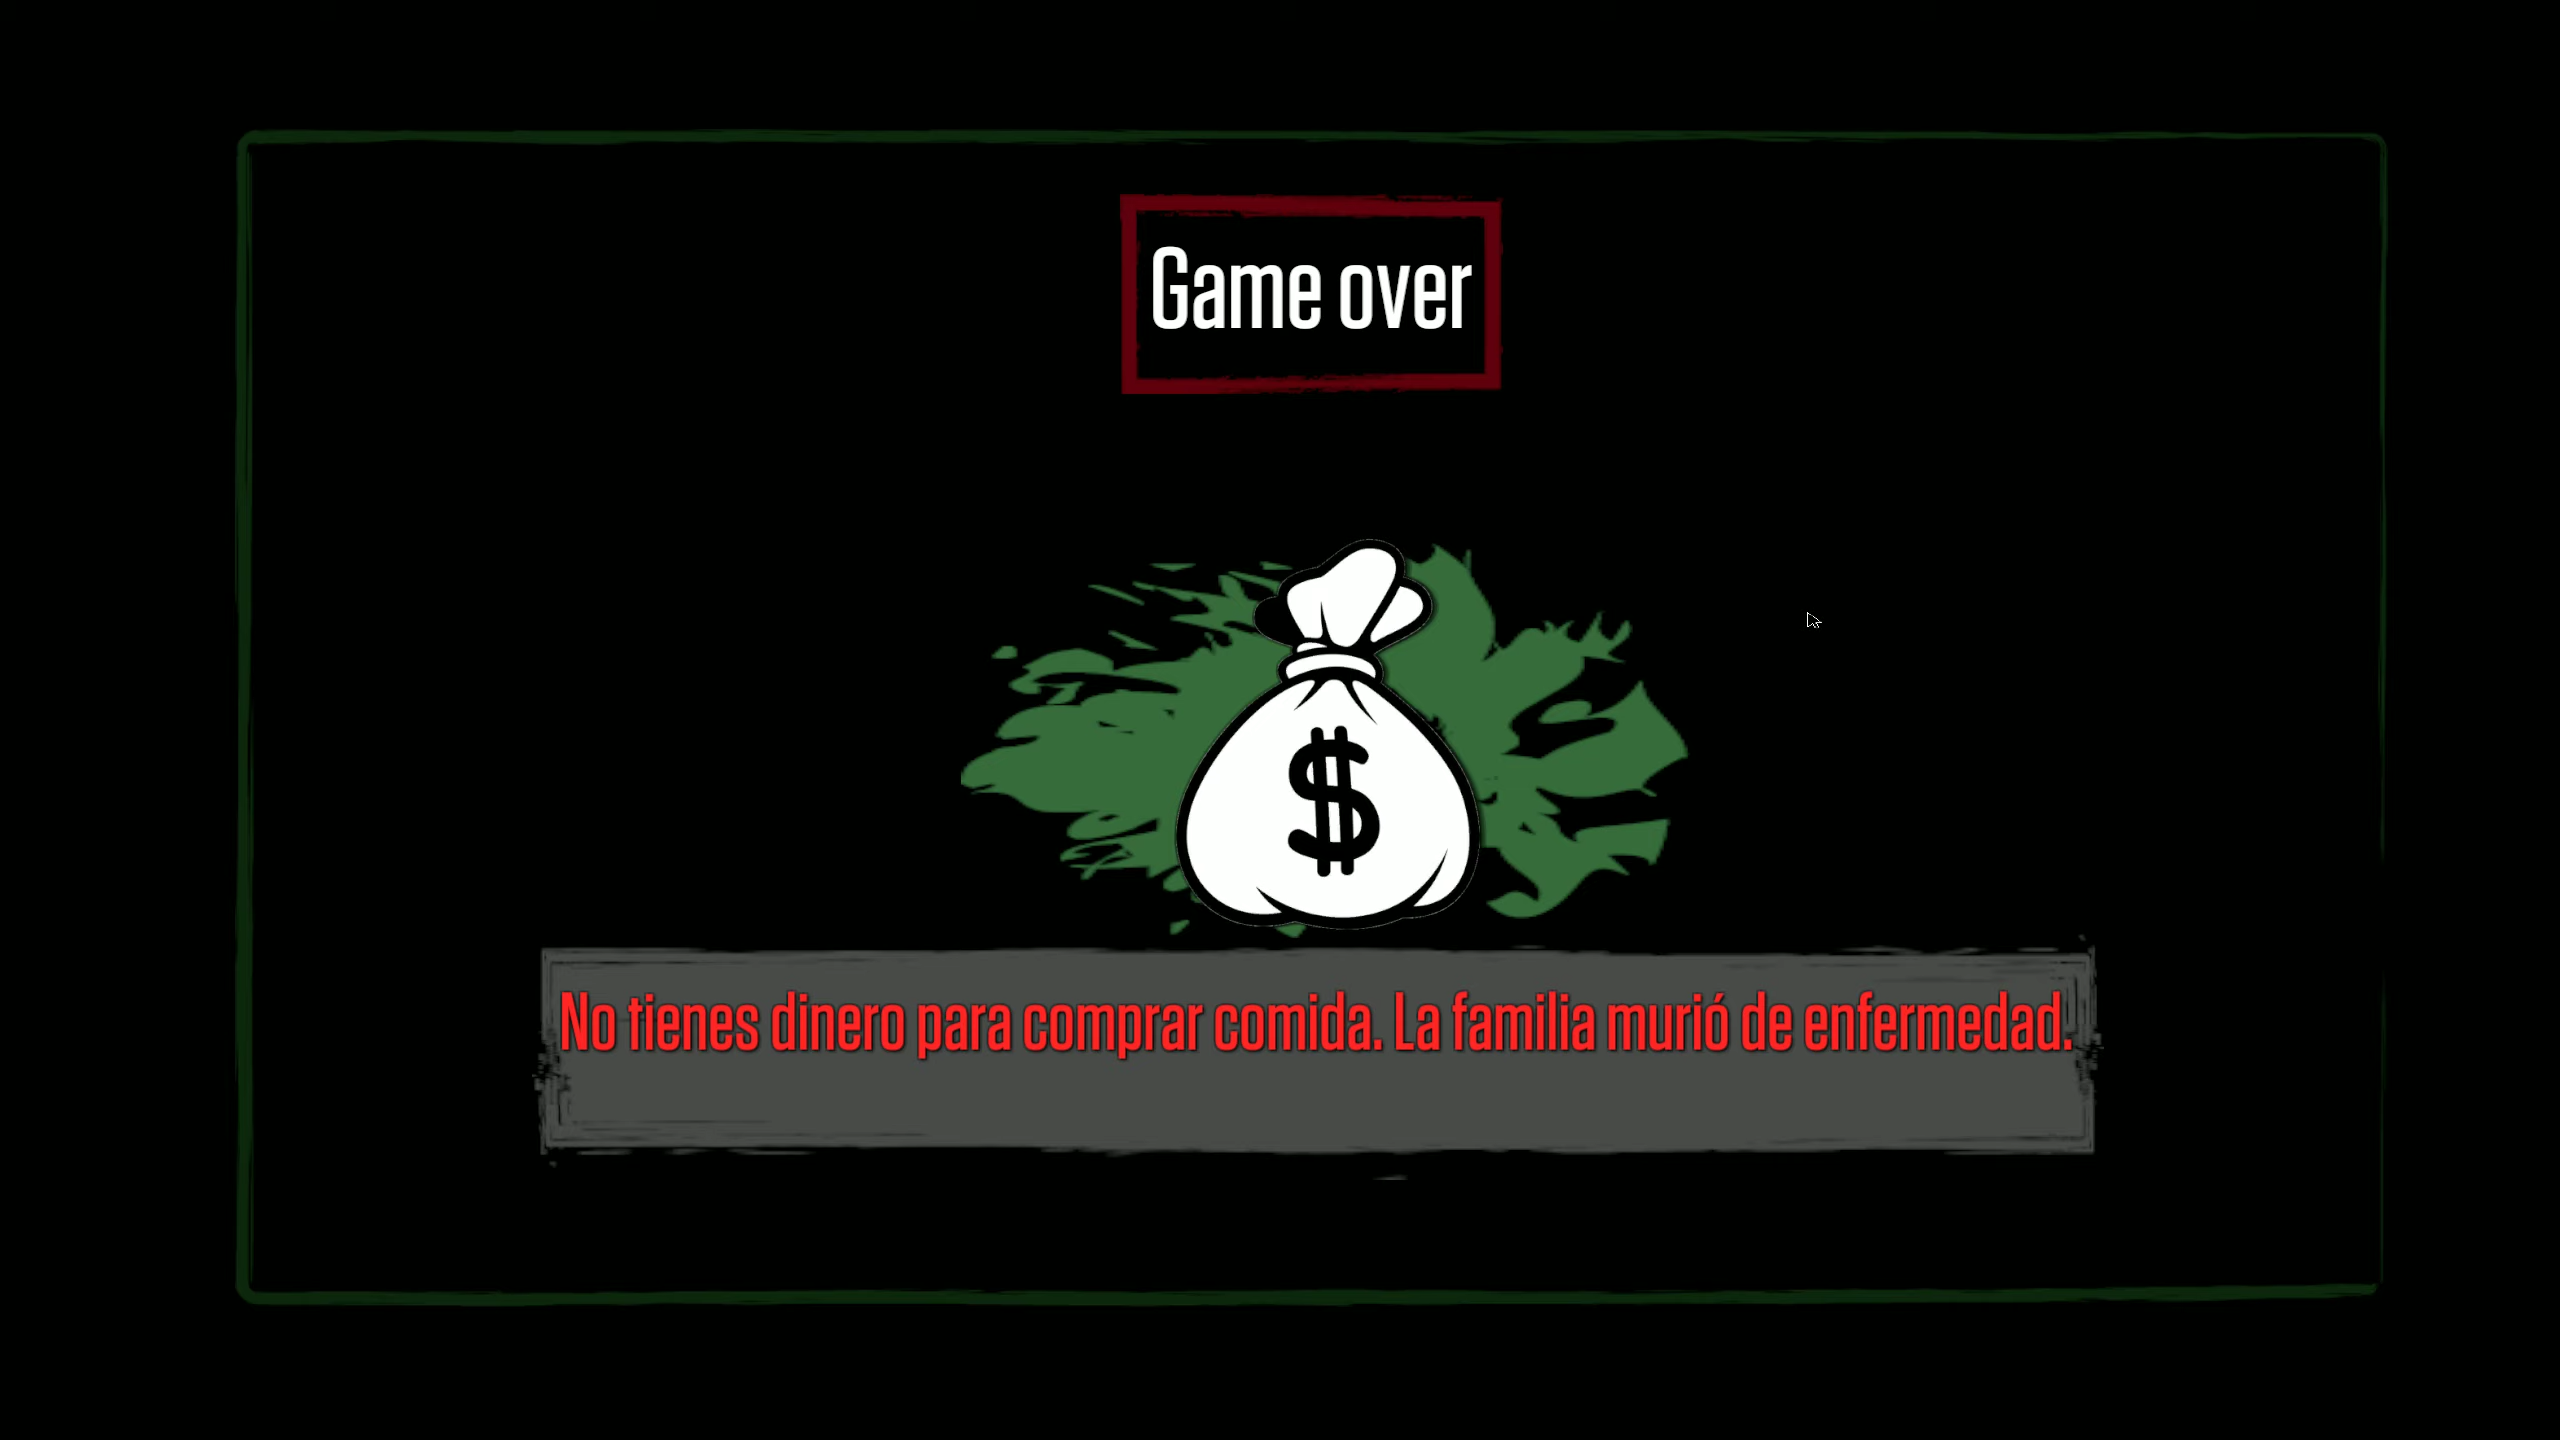 Game over
$
No tienes dinero para comprar comida. La familia murió de enfermedad.